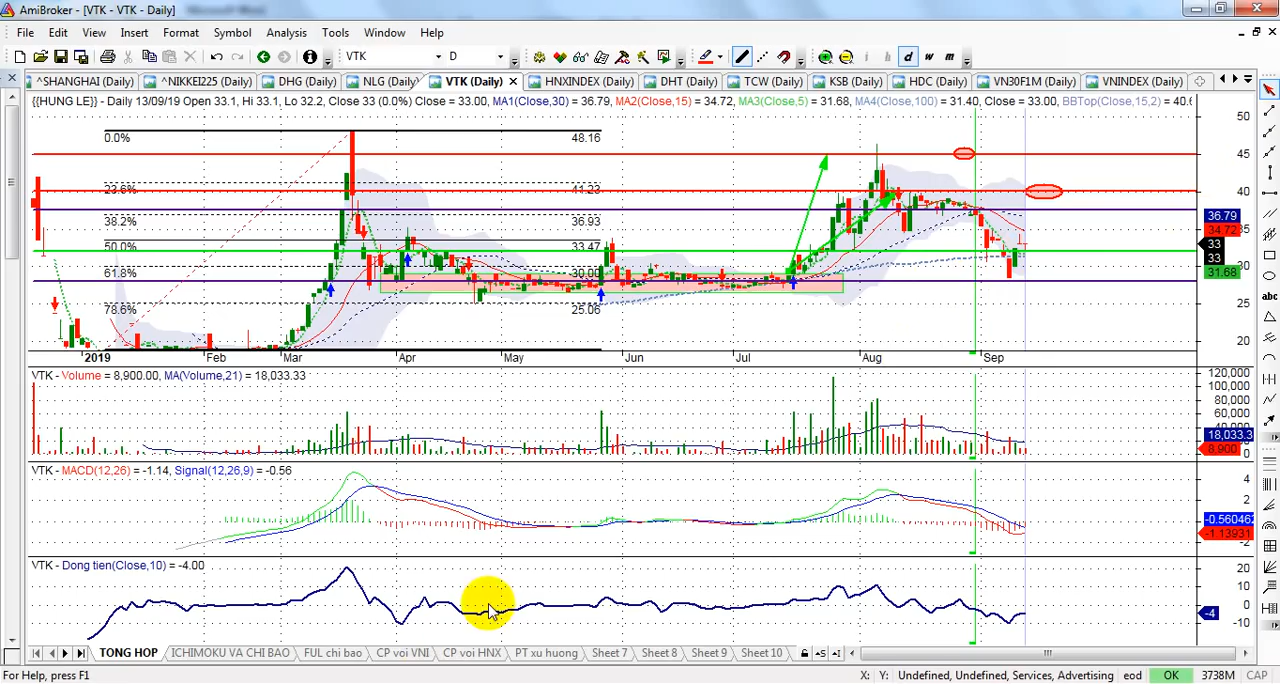 AmiBroker - [VTK - VTK - Daily]
File Edit View Insert Format Symbol Analysis Tools Window Help
VTK D i h d w m
^SHANGHAI (Daily) ^NIKKEI225 (Daily) DHG (Daily) NLG (Daily) VTK (Daily) HNXINDEX (Daily) DHT (Daily) TCW (Daily) KSB (Daily) HDC (Daily) VN30F1M (Daily) VNINDEX (Daily)
{{HUNG LE}} - Daily 13/09/19 Open 33.1, Hi 33.1, Lo 32.2, Close 33 (0.0%) Close = 33.00, MA1(Close,30) = 36.79, MA2(Close,15) = 34.72, MA3(Close,5) = 31.68, MA4(Close,100) = 31.40, Close = 33.00, BBTop(Close,15,2) = 40.6
50
0.0% 48.16
45
23.6% 41.23 40
36.79
38.2% 36.93
35
34.72
50.0% 33.47
33
33
30
61.8% 30.00
31.68
78.6% 25.06
25
20
2019 Feb Mar Apr May Jun Jul Aug Sep
VTK - Volume = 8,900.00, MA(Volume,21) = 18,033.33
120,000
100,000
80,000
60,000
40,000
18,033.3
8,900
VTK - MACD(12,26) = -1.14, Signal(12,26,9) = -0.56
4
2
-0.560462
-1.13931
-2
VTK - Dong tien(Close,10) = -4.00
20
10
0
-4
-10
TONG HOP ICHIMOKU VA CHI BAO FUL chi bao CP voi VNI CP voi HNX PT xu huong Sheet 7 Sheet 8 Sheet 9 Sheet 10
For Help, press F1 X: Y: Undefined, Undefined, Services, Advertising eod OK 3738M CAP
abc